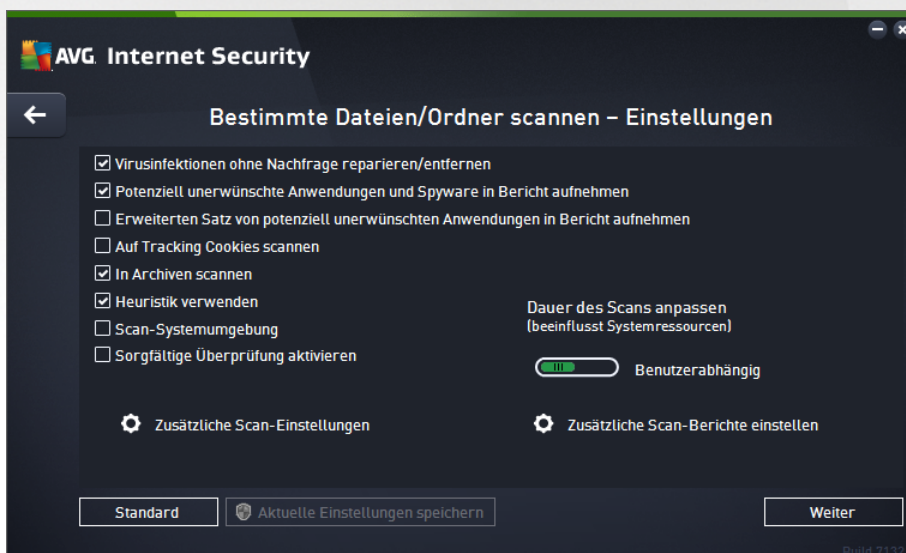 AVG. Internet Security
Bestimmte Dateien/Ordner scannen – Einstellungen
Virusinfektionen ohne Nachfrage reparieren/entfernen
Potenziell unerwünschte Anwendungen und Spyware in Bericht aufnehmen
Erweiterten Satz von potenziell unerwünschten Anwendungen in Bericht aufnehmen
Auf Tracking Cookies scannen
In Archiven scannen
Heuristik verwenden
Scan-Systemumgebung
Sorgfältige Überprüfung aktivieren
Dauer des Scans anpassen
(beeinflusst Systemressourcen)
Benutzerabhängig
Zusätzliche Scan-Einstellungen
Zusätzliche Scan-Berichte einstellen
Standard
Aktuelle Einstellungen speichern
Weiter
Build